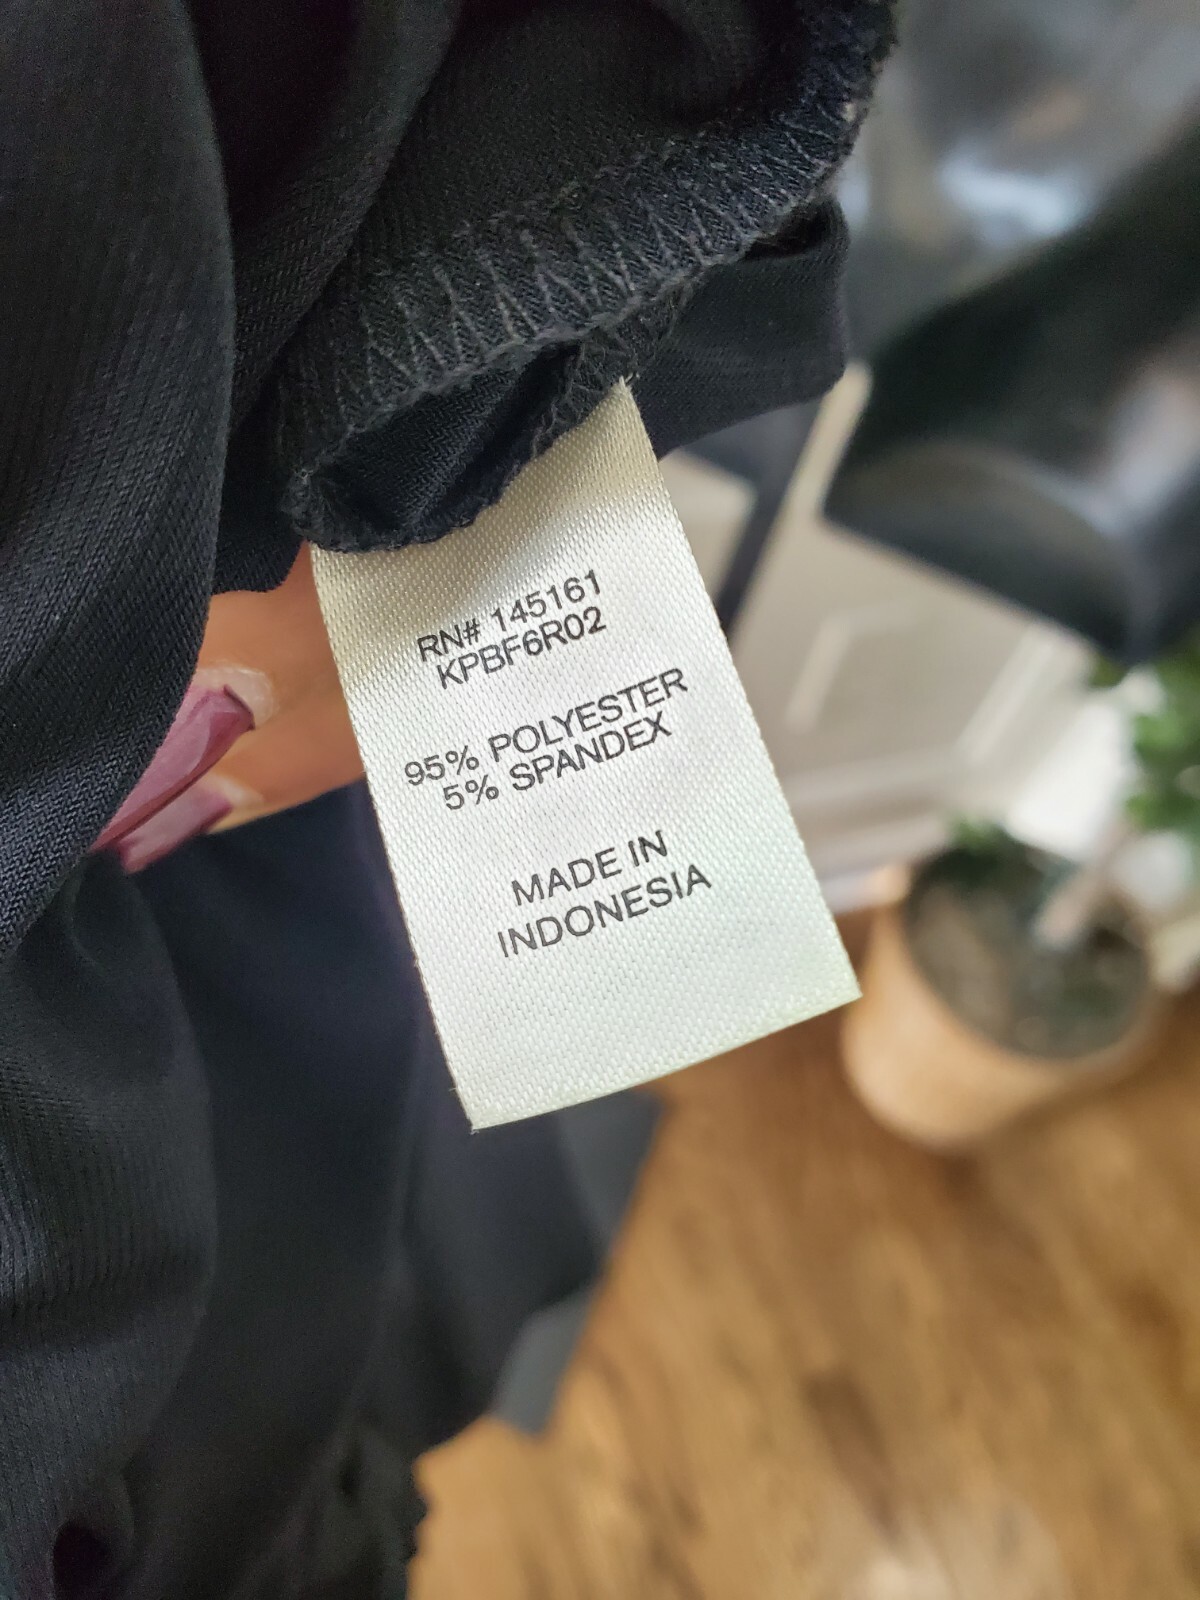 RN# 145161
KPBF6R02
95% POLYESTER
5% SPANDEX
MADE IN
INDONESIA